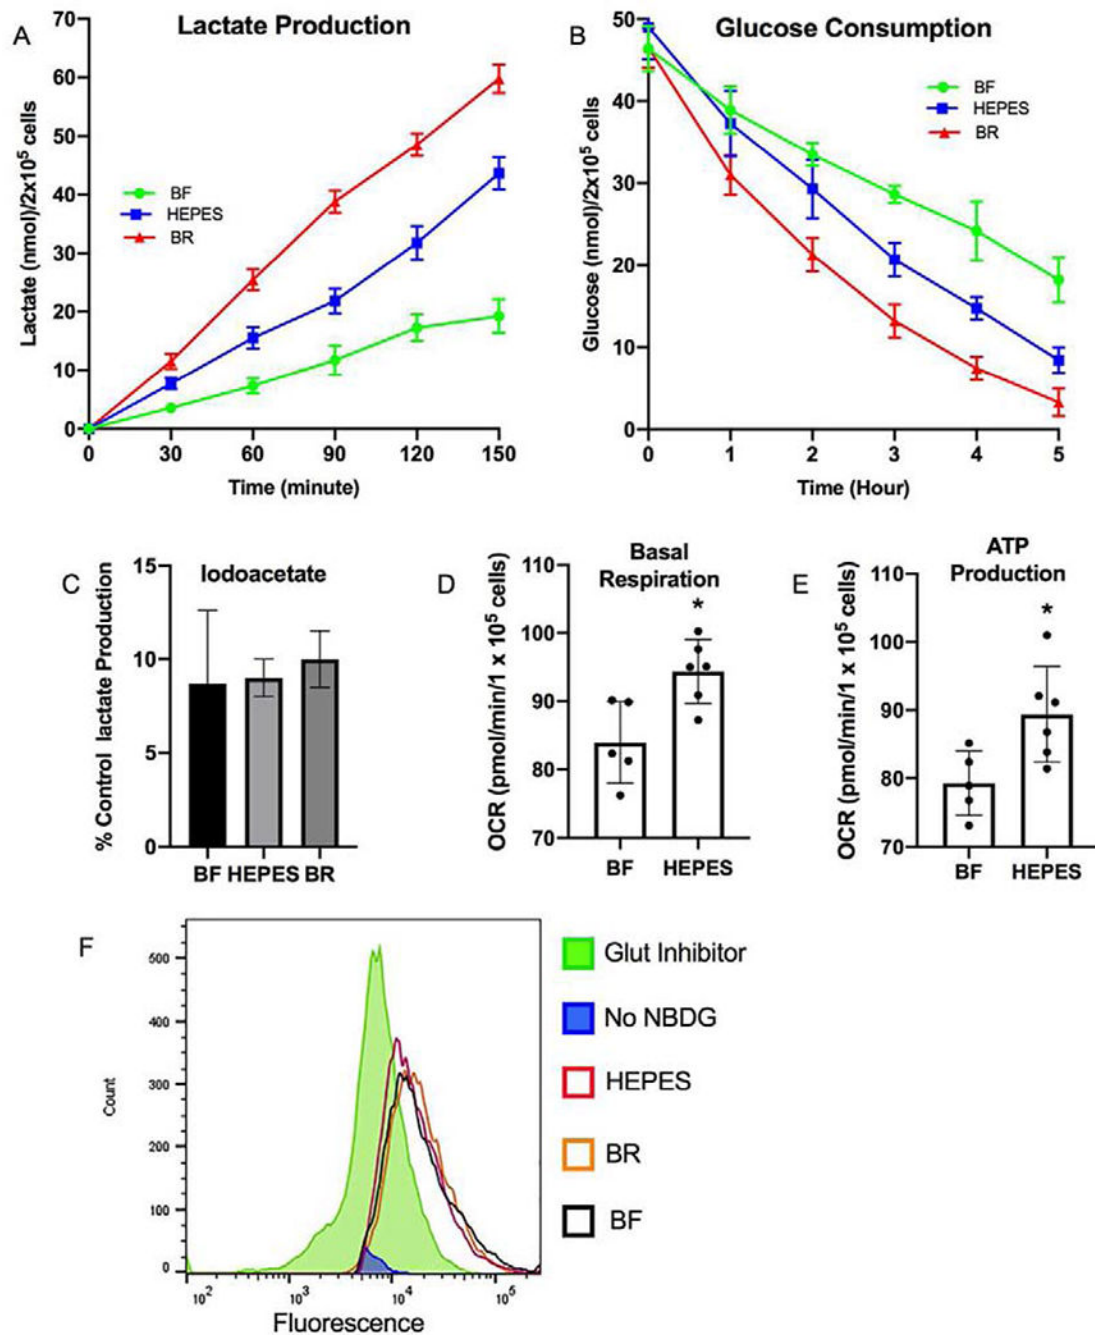 A
Lactate Production
70
60
50
40
30
20
10
0
Lactate (nmol)/2x10⁵ cells
BF
HEPES
BR
0 30 60 90 120 150
Time (minute)
B
Glucose Consumption
50
40
30
20
10
0
Glucose (nmol)/2x10⁵ cells
BF
HEPES
BR
0 1 2 3 4 5
Time (Hour)
C
Iodoacetate
15
10
5
0
% Control lactate Production
BF HEPES BR
D
Basal
Respiration
110
100
90
80
70
OCR (pmol/min/1 x 10⁵ cells)
*
BF HEPES
E
ATP
Production
110
100
90
80
70
OCR (pmol/min/1 x 10⁵ cells)
*
BF HEPES
F
500
400
300
200
100
0
Count
10² 10³ 10⁴ 10⁵
Fluorescence
Glut Inhibitor
No NBDG
HEPES
BR
BF